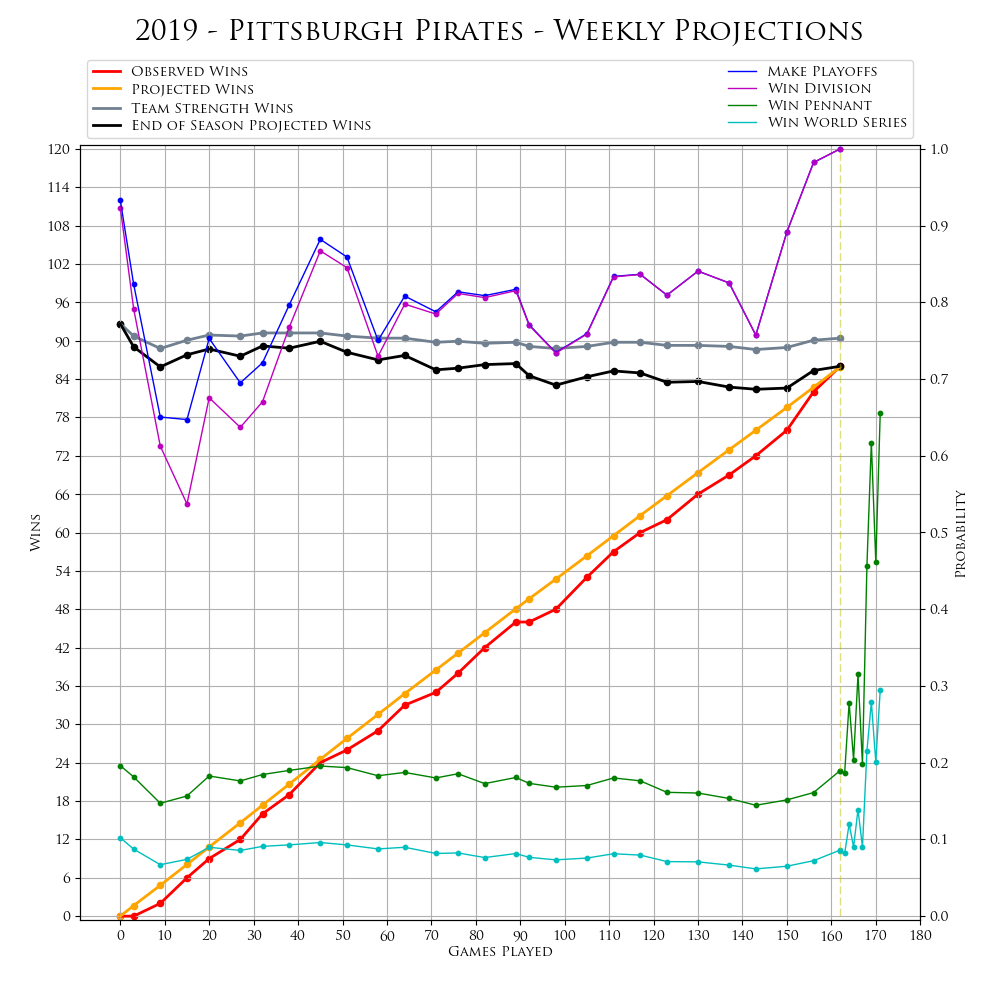 2019 - Pittsburgh Pirates - Weekly Projections
Observed Wins
Projected Wins
Team Strength Wins
End of Season Projected Wins
Make Playoffs
Win Division
Win Pennant
Win World Series
120
114
108
102
96
90
84
78
72
66
60
54
48
42
36
30
24
18
12
6
0
Wins
1.0
0.9
0.8
0.7
0.6
0.5
0.4
0.3
0.2
0.1
0.0
Probability
0 10 20 30 40 50 60 70 80 90 100 110 120 130 140 150 160 170 180
Games Played